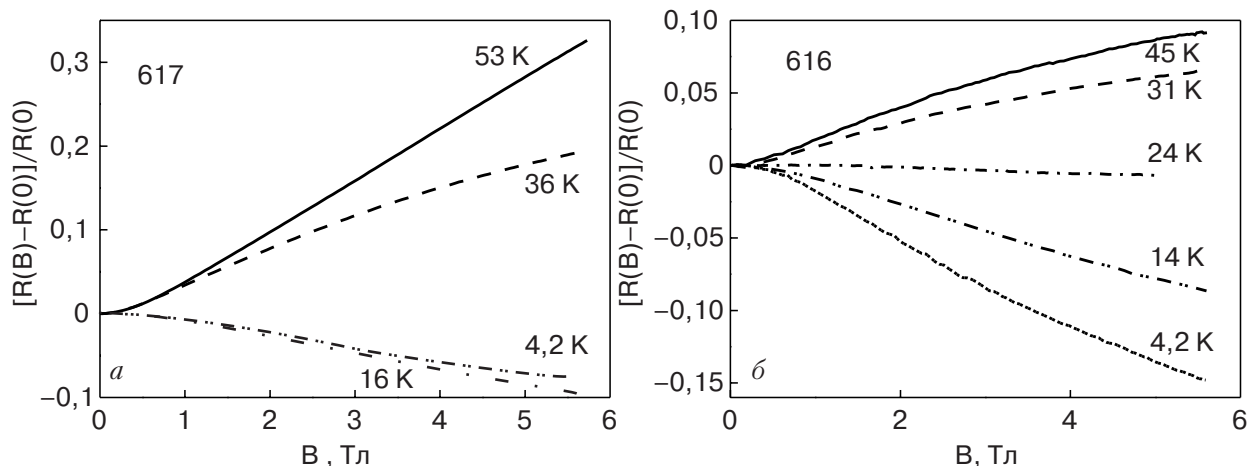 [R(B)−R(0)]/R(0)
0,3
0,2
0,1
0
−0,1
617
53 K
36 K
4,2 K
16 K
а
0 1 2 3 4 5 6
B , Тл
[R(B)−R(0)]/R(0)
0,10
0,05
0
−0,05
−0,10
−0,15
616
45 K
31 K
24 K
14 K
4,2 K
б
0 2 4 6
B, Тл